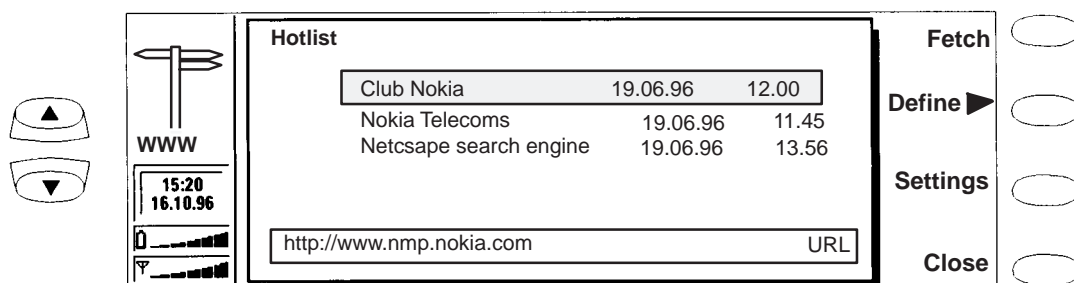 WWW
15:20
16.10.96
Hotlist
Club Nokia 19.06.96 12.00
Nokia Telecoms 19.06.96 11.45
Netcsape search engine 19.06.96 13.56
http://www.nmp.nokia.com URL
Fetch
Define
Settings
Close